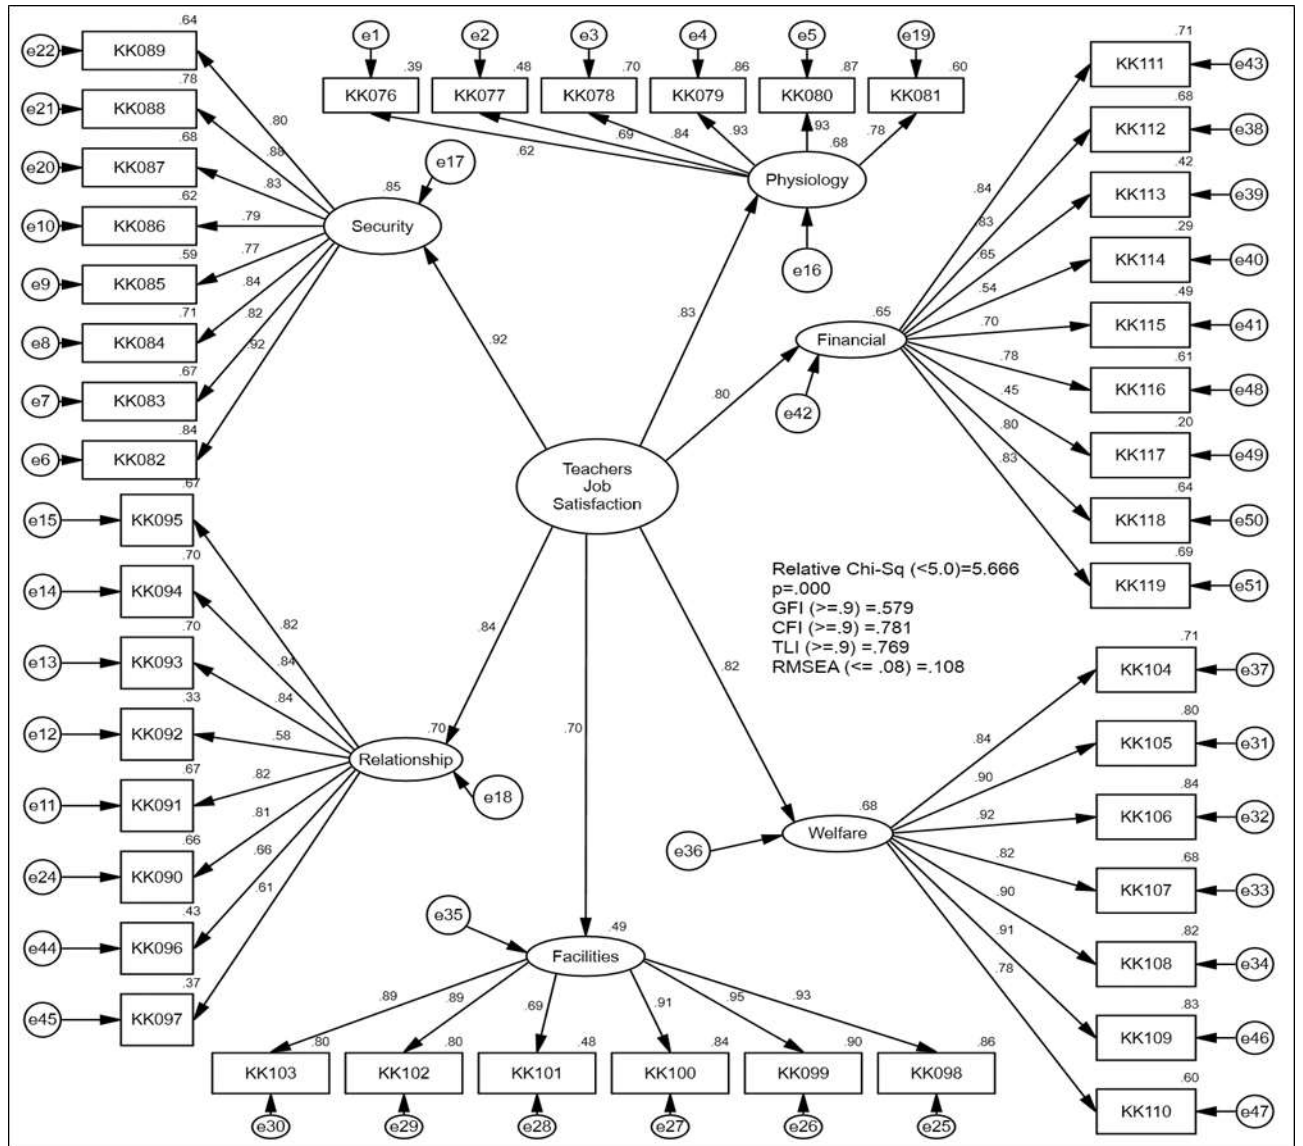 .64
e22 KK089
.78
e21 KK088
.68
e20 KK087
.62
e10 KK086
.59
e9 KK085
.71
e8 KK084
.67
e7 KK083
.84
e6 KK082
.80
.88
.83
.79
.77
.84
.82
.92
.85
Security
e17
e1 e2 e3 e4 e5 e19
.39 .48 .70 .86 .87 .60
KK076 KK077 KK078 KK079 KK080 KK081
.62 .69 .84 .93 .93 .78
.68
Physiology
e16
.71
KK111 e43
.68
KK112 e38
.42
KK113 e39
.29
KK114 e40
.49
KK115 e41
.61
KK116 e48
.20
KK117 e49
.64
KK118 e50
.69
KK119 e51
.84
.83
.65
.54
.70
.78
.45
.80
.83
.65
Financial
e42
.92
.83
.80
Teachers
Job
Satisfaction
.84
.70
.82
Relative Chi-Sq (<5.0)=5.666
p=.000
GFI (>=.9) =.579
CFI (>=.9) =.781
TLI (>=.9) =.769
RMSEA (<= .08) =.108
.67
e15 KK095
.70
e14 KK094
.70
e13 KK093
.33
e12 KK092
.67
e11 KK091
.66
e24 KK090
.43
e44 KK096
.37
e45 KK097
.82
.84
.84
.58
.82
.81
.66
.61
.70
Relationship
e18
.71
KK104 e37
.80
KK105 e31
.84
KK106 e32
.68
KK107 e33
.82
KK108 e34
.83
KK109 e46
.60
KK110 e47
.84
.90
.92
.82
.90
.91
.78
.68
Welfare
e36
e35
.49
Facilities
.89 .89 .69 .91 .95 .93
.80 .80 .48 .84 .90 .86
KK103 KK102 KK101 KK100 KK099 KK098
e30 e29 e28 e27 e26 e25